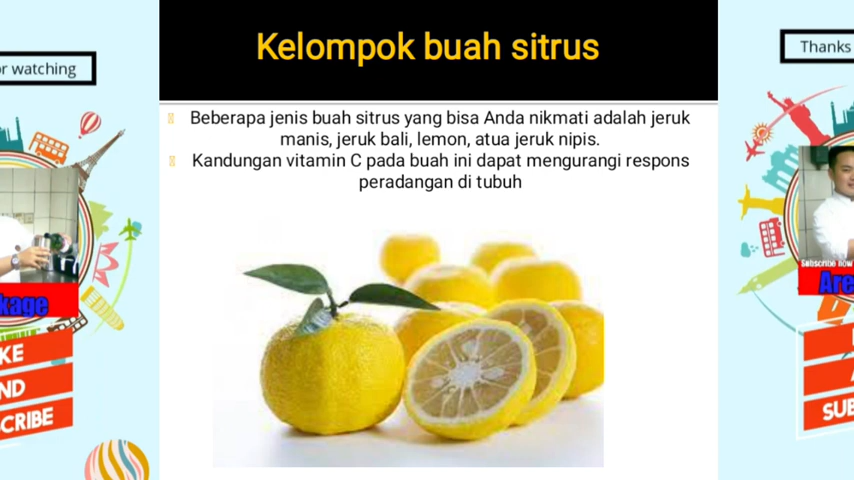 Kelompok buah sitrus
Beberapa jenis buah sitrus yang bisa Anda nikmati adalah jeruk
manis, jeruk bali, lemon, atua jeruk nipis.
Kandungan vitamin C pada buah ini dapat mengurangi respons
peradangan di tubuh
r watching
Thanks
Subscribe now
kage
Are
KE
ND
CRIBE
SUB